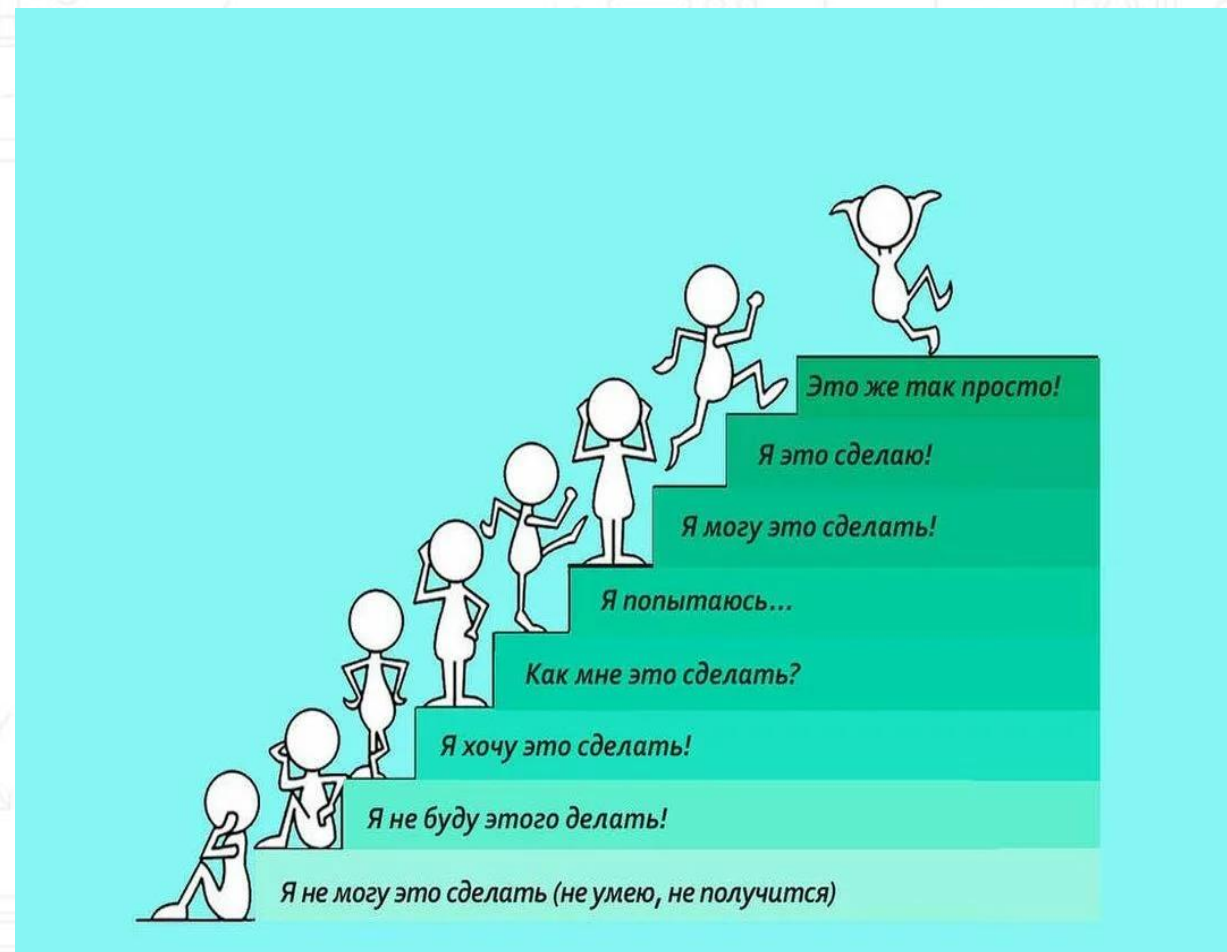 Это же так просто!
Я это сделаю!
Я могу это сделать!
Я попытаюсь...
Как мне это сделать?
Я хочу это сделать!
Я не буду этого делать!
Я не могу это сделать (не умею, не получится)